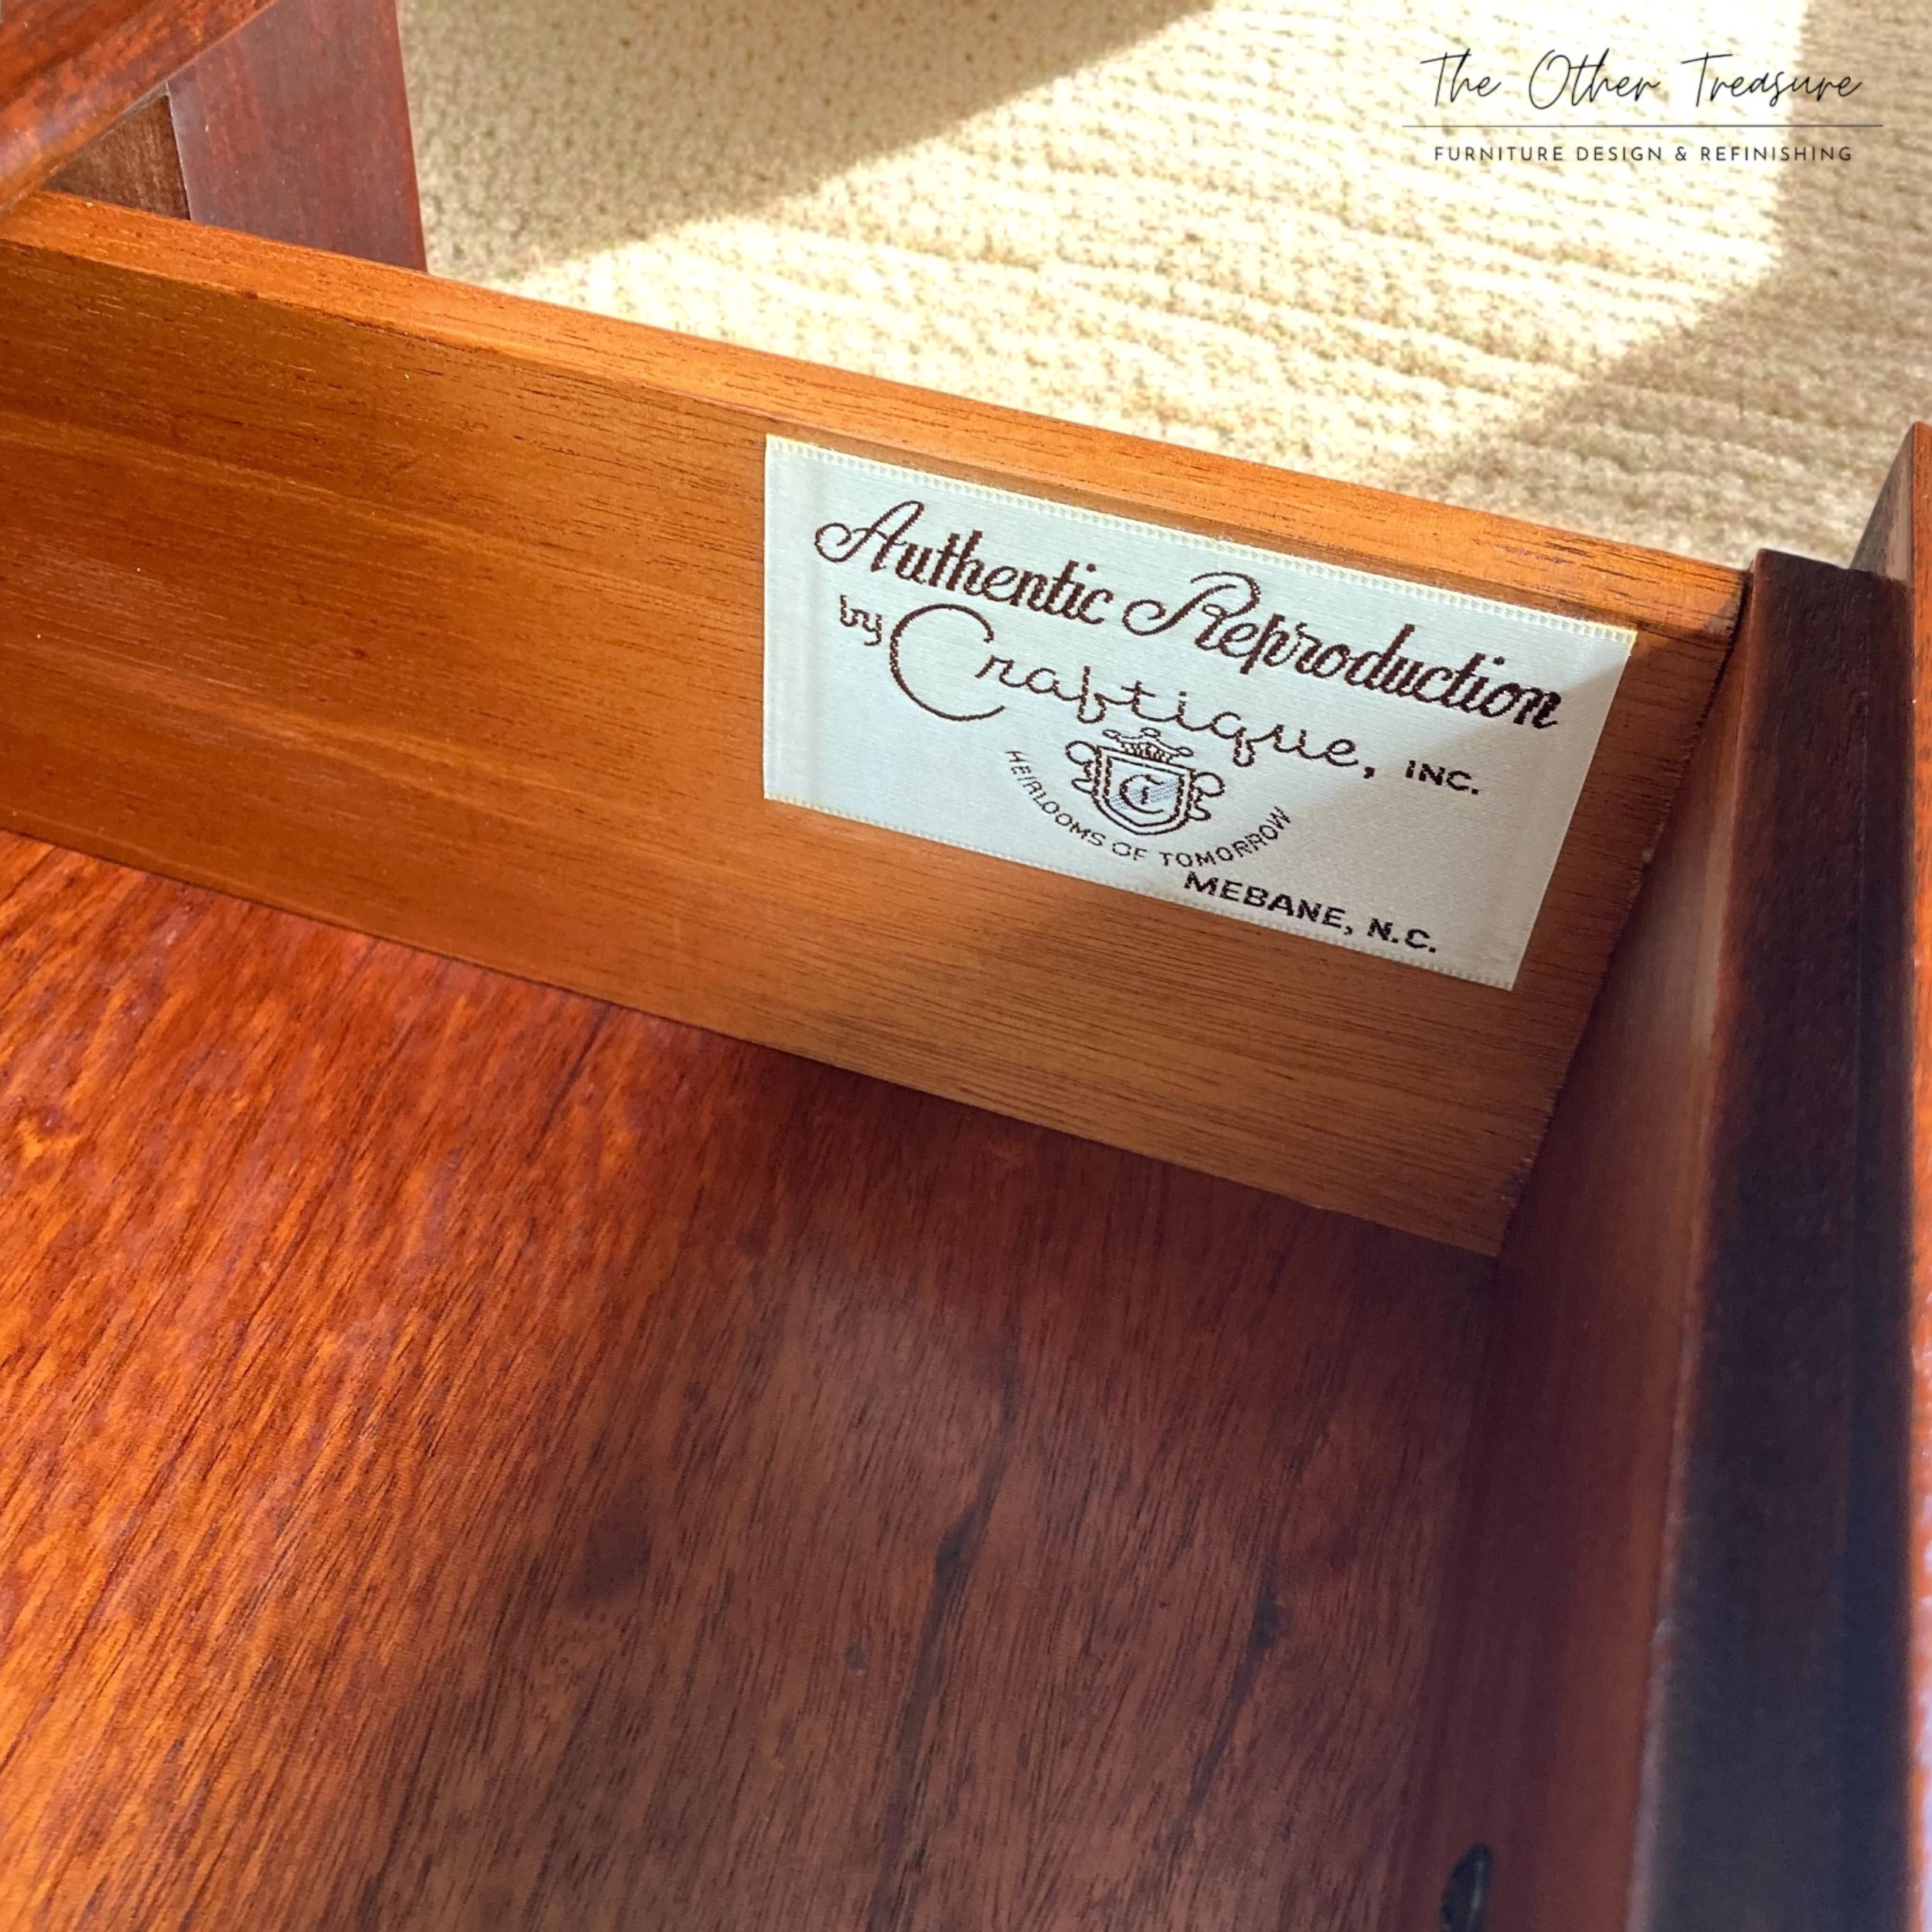 The Other Treasure
FURNITURE DESIGN & REFINISHING
Authentic Reproduction
by Craftique, INC.
C
HEIRLOOMS OF TOMORROW
MEBANE, N.C.